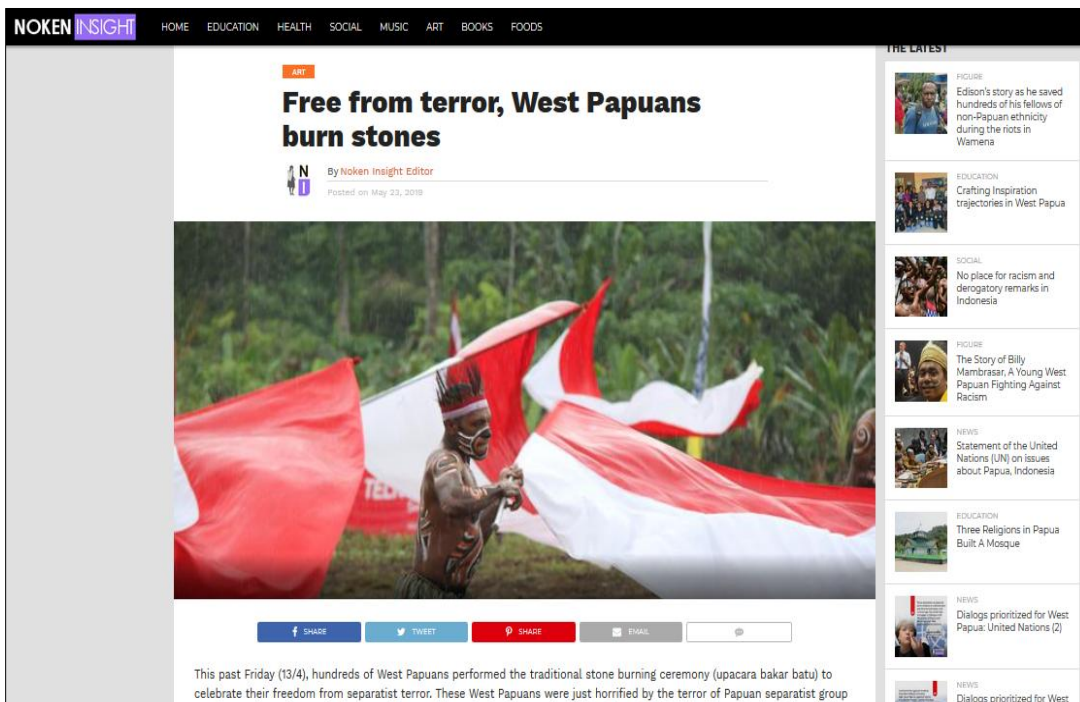 NOKEN INSIGHT
HOME EDUCATION HEALTH SOCIAL MUSIC ART BOOKS FOODS
ART
Free from terror, West Papuans
burn stones
N
I
By Noken Insight Editor
Posted on May 23, 2019
SHARE
TWEET
SHARE
EMAIL
This past Friday (13/4), hundreds of West Papuans performed the traditional stone burning ceremony (upacara bakar batu) to
celebrate their freedom from separatist terror. These West Papuans were just horrified by the terror of Papuan separatist group
THE LATEST
FIGURE
Edison's story as he saved
hundreds of his fellows of
non-Papuan ethnicity
during the riots in
Wamena
EDUCATION
Crafting Inspiration
trajectories in West Papua
SOCIAL
No place for racism and
derogatory remarks in
Indonesia
FIGURE
The Story of Billy
Mambrasar, A Young West
Papuan Fighting Against
Racism
NEWS
Statement of the United
Nations (UN) on issues
about Papua, Indonesia
EDUCATION
Three Religions in Papua
Built A Mosque
NEWS
Dialogs prioritized for West
Papua: United Nations (2)
NEWS
Dialogs prioritized for West